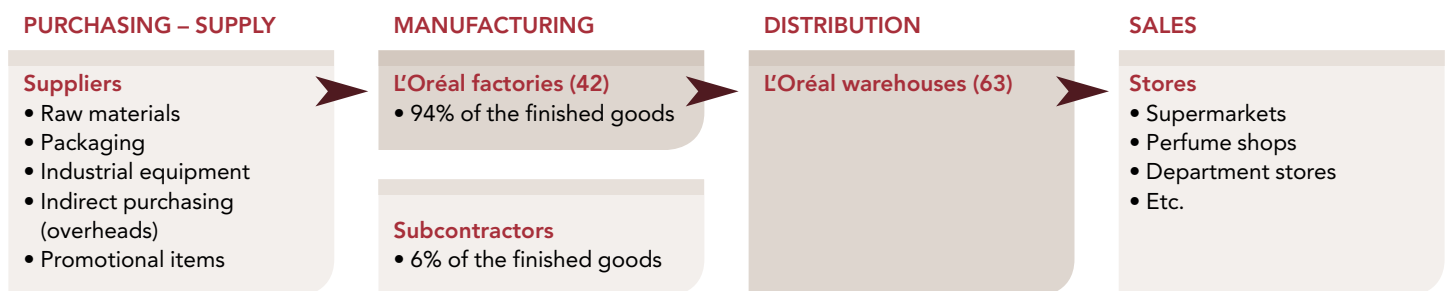 PURCHASING – SUPPLY
Suppliers
• Raw materials
• Packaging
• Industrial equipment
• Indirect purchasing
(overheads)
• Promotional items
MANUFACTURING
L’Oréal factories (42)
• 94% of the finished goods
Subcontractors
• 6% of the finished goods
DISTRIBUTION
L’Oréal warehouses (63)
SALES
Stores
• Supermarkets
• Perfume shops
• Department stores
• Etc.